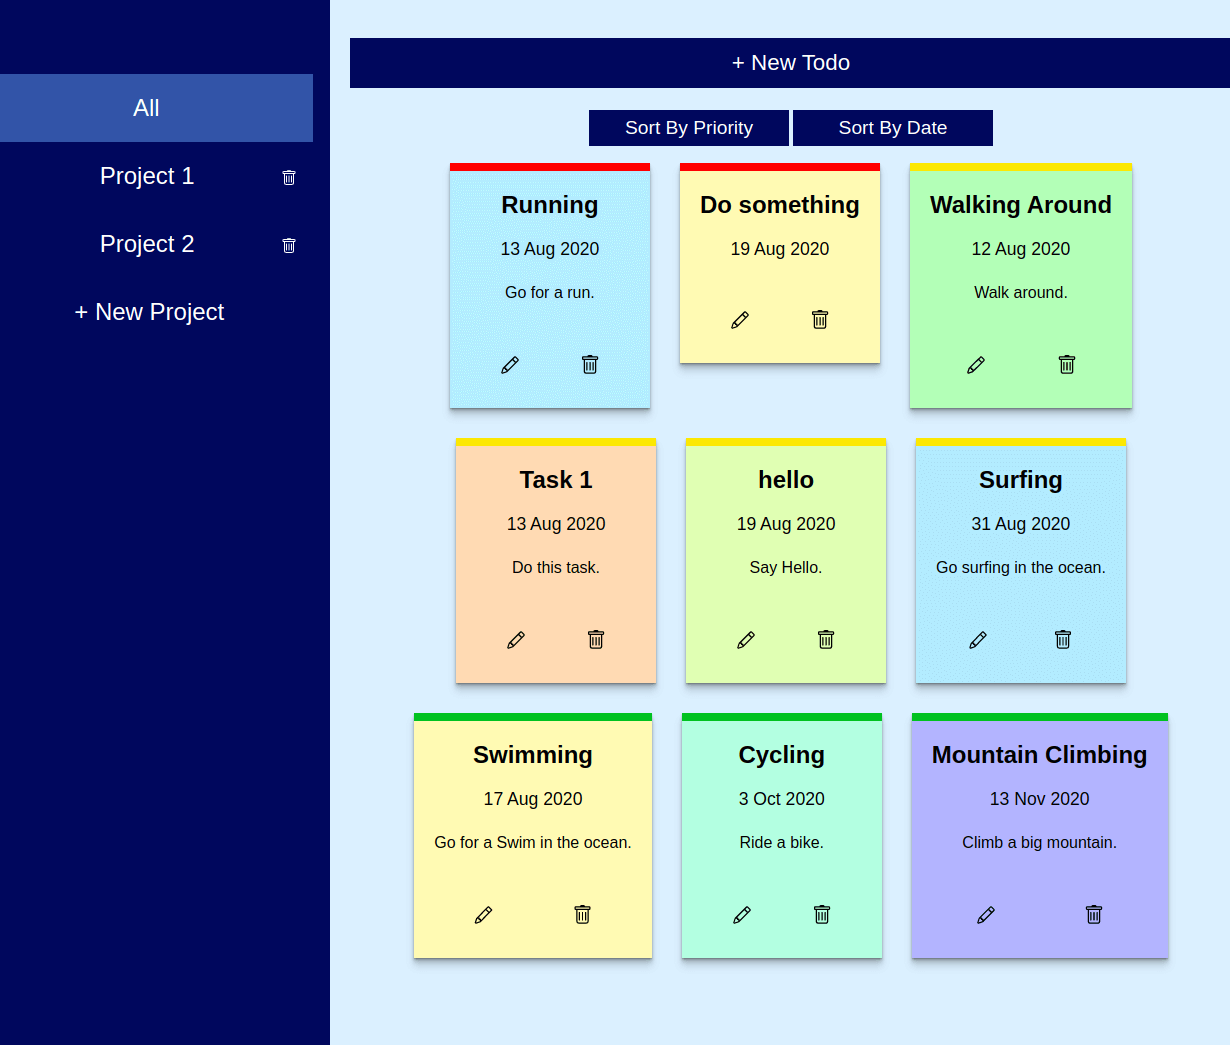 All
Project 1
Project 2
+ New Project
+ New Todo
Sort By Priority
Sort By Date
Running
13 Aug 2020
Go for a run.
Do something
19 Aug 2020
Walking Around
12 Aug 2020
Walk around.
Task 1
13 Aug 2020
Do this task.
hello
19 Aug 2020
Say Hello.
Surfing
31 Aug 2020
Go surfing in the ocean.
Swimming
17 Aug 2020
Go for a Swim in the ocean.
Cycling
3 Oct 2020
Ride a bike.
Mountain Climbing
13 Nov 2020
Climb a big mountain.